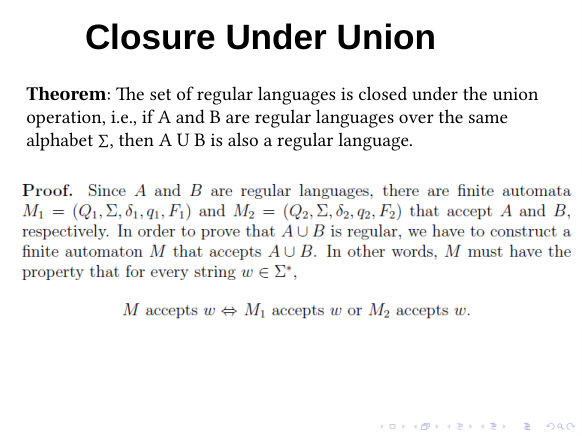 Closure Under Union
Theorem: The set of regular languages is closed under the union
operation, i.e., if A and B are regular languages over the same
alphabet Σ, then A U B is also a regular language.
Proof. Since A and B are regular languages, there are finite automata
M₁ = (Q₁, Σ, δ₁, q₁, F₁) and M₂ = (Q₂, Σ, δ₂, q₂, F₂) that accept A and B,
respectively. In order to prove that A ∪ B is regular, we have to construct a
finite automaton M that accepts A ∪ B. In other words, M must have the
property that for every string w ∈ Σ*,
M accepts w ⇔ M₁ accepts w or M₂ accepts w.